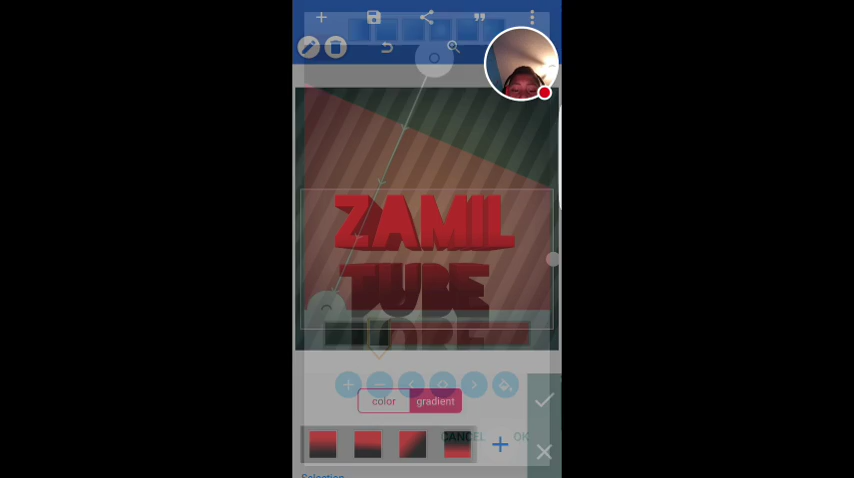 ZAMIL
TUBE
color
gradient
CANCEL
OK
Selection